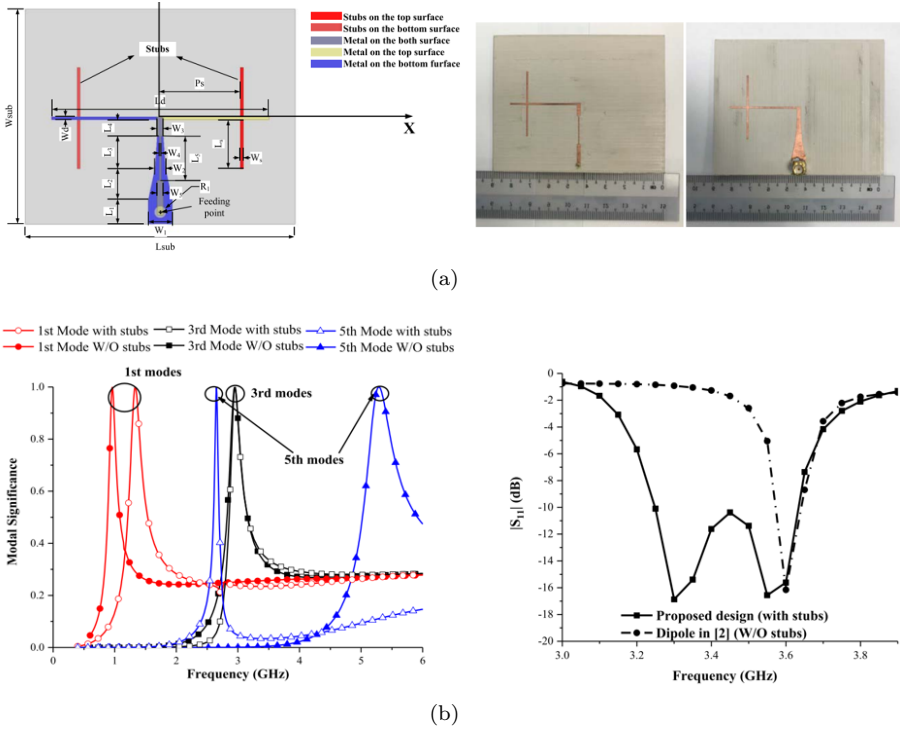 Stubs on the top surface
Stubs on the bottom surface
Metal on the both surface
Metal on the top surface
Metal on the bottom furface
Stubs
Ps
Ld
Wsub
Wd
L4
W3
X
L3
W4
L5
Ls
Ws
W2
L2
W5
R1
Feeding
point
L1
W1
Lsub
(a)
1st Mode with stubs 3rd Mode with stubs 5th Mode with stubs
1st Mode W/O stubs 3rd Mode W/O stubs 5th Mode W/O stubs
1st modes
3rd modes
5th modes
Modal Significance
1.0
0.8
0.6
0.4
0.2
0.0
0 1 2 3 4 5 6
Frequency (GHz)
|S11| (dB)
0
-2
-4
-6
-8
-10
-12
-14
-16
-18
-20
Proposed design (with stubs)
Dipole in [2] (W/O stubs)
3.0 3.2 3.4 3.6 3.8
Frequency (GHz)
(b)